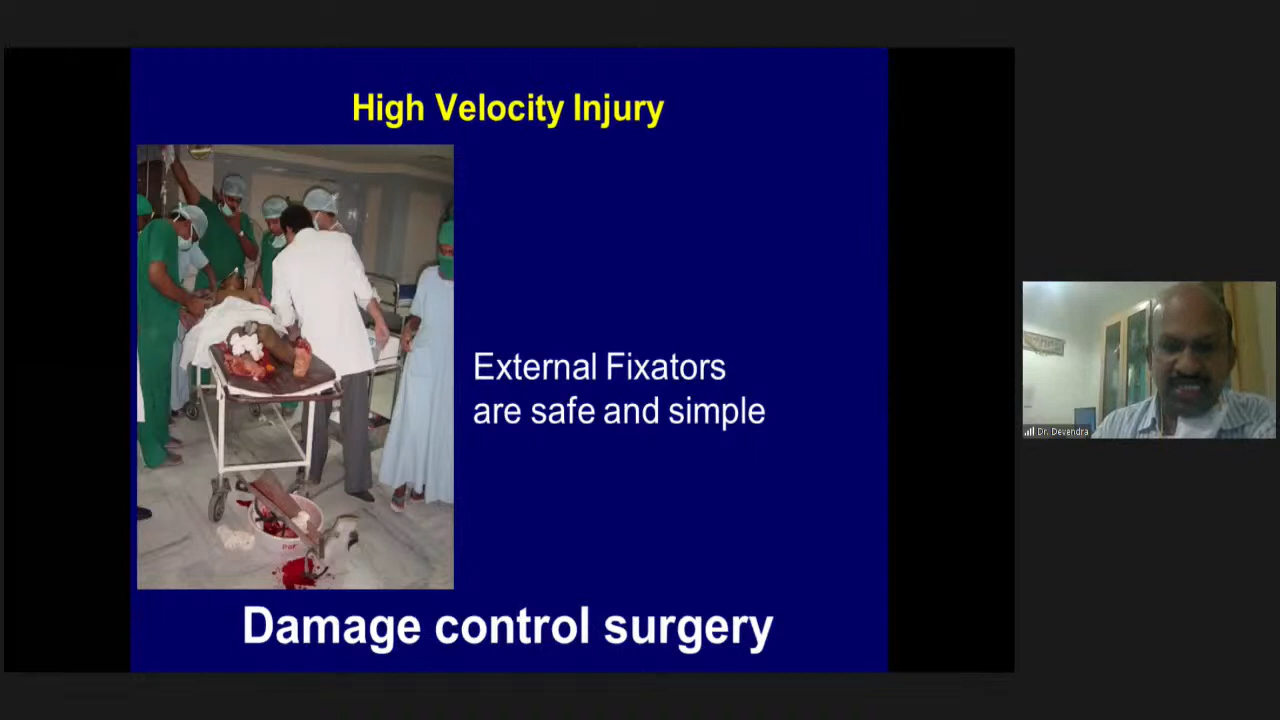 High Velocity Injury
External Fixators
are safe and simple
Damage control surgery
Dr. Devendra